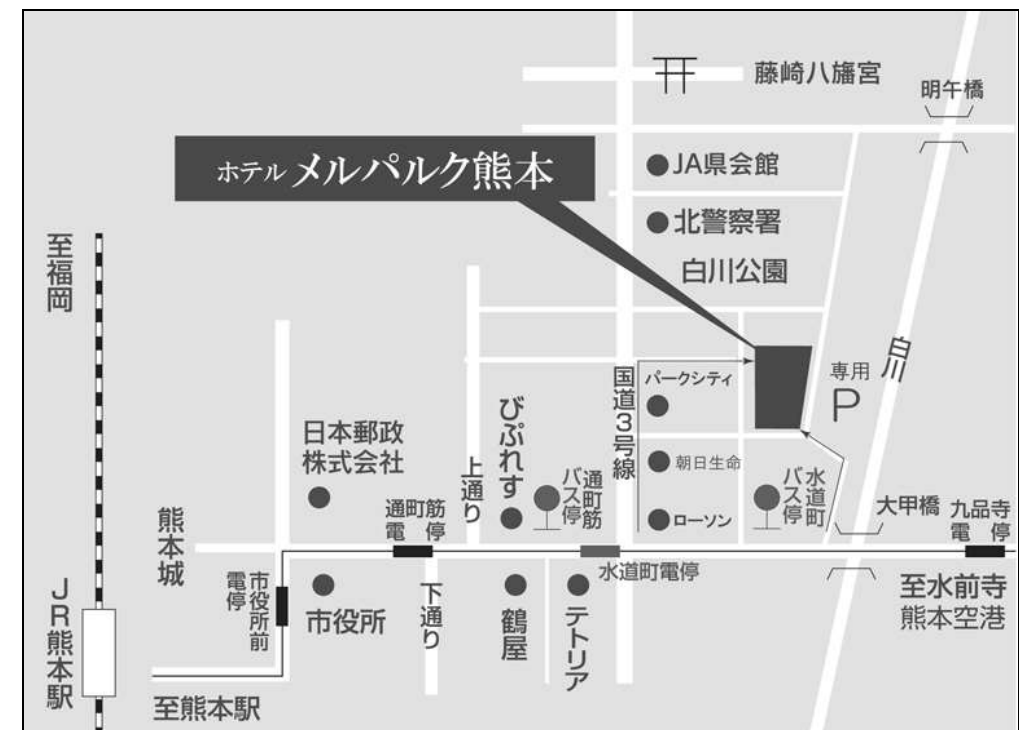 藤崎八旛宮
明午橋
ホテル メルパルク熊本
JA県会館
北警察署
白川公園
至福岡
白川
国道3号線
パークシティ
専用
P
びぷれす
日本郵政
株式会社
上通り
通町筋
バス停
朝日生命
水道町
バス停
ローソン
大甲橋
九品寺
電停
通町筋
電停
熊本城
水道町電停
市役所前
電停
市役所
下通り
鶴屋
テトリア
至水前寺
熊本空港
JR熊本駅
至熊本駅